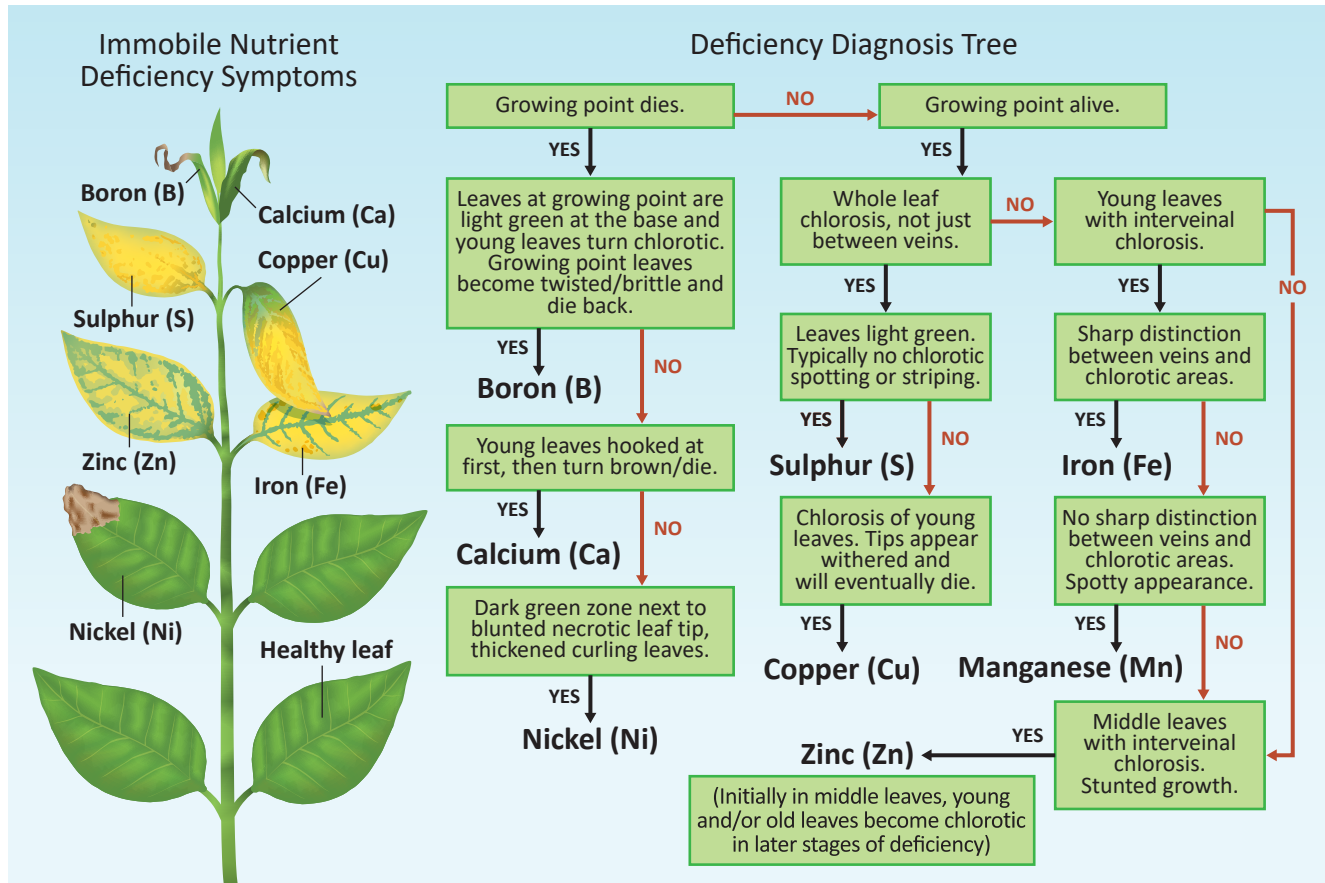 Immobile Nutrient
Deficiency Symptoms
Boron (B)
Calcium (Ca)
Copper (Cu)
Sulphur (S)
Zinc (Zn)
Iron (Fe)
Nickel (Ni)
Healthy leaf
Deficiency Diagnosis Tree
Growing point dies.
NO
Growing point alive.
YES
Leaves at growing point are
light green at the base and
young leaves turn chlorotic.
Growing point leaves
become twisted/brittle and
die back.
YES
Boron (B)
NO
Young leaves hooked at
first, then turn brown/die.
YES
Calcium (Ca)
NO
Dark green zone next to
blunted necrotic leaf tip,
thickened curling leaves.
YES
Nickel (Ni)
YES
Whole leaf
chlorosis, not just
between veins.
NO
Young leaves
with interveinal
chlorosis.
NO
YES
Leaves light green.
Typically no chlorotic
spotting or striping.
YES
Sulphur (S)
NO
Chlorosis of young
leaves. Tips appear
withered and
will eventually die.
YES
Copper (Cu)
YES
Sharp distinction
between veins and
chlorotic areas.
YES
Iron (Fe)
NO
No sharp distinction
between veins and
chlorotic areas.
Spotty appearance.
YES
Manganese (Mn)
NO
Middle leaves
with interveinal
chlorosis.
Stunted growth.
YES
Zinc (Zn)
(Initially in middle leaves, young
and/or old leaves become chlorotic
in later stages of deficiency)